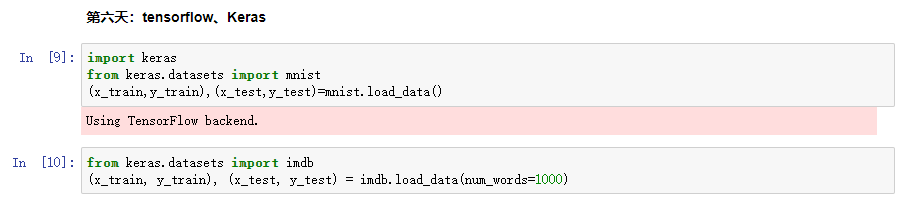 第六天：tensorflow、Keras
In [9]: import keras
from keras.datasets import mnist
(x_train,y_train),(x_test,y_test)=mnist.load_data()
Using TensorFlow backend.
In [10]: from keras.datasets import imdb
(x_train, y_train), (x_test, y_test) = imdb.load_data(num_words=1000)